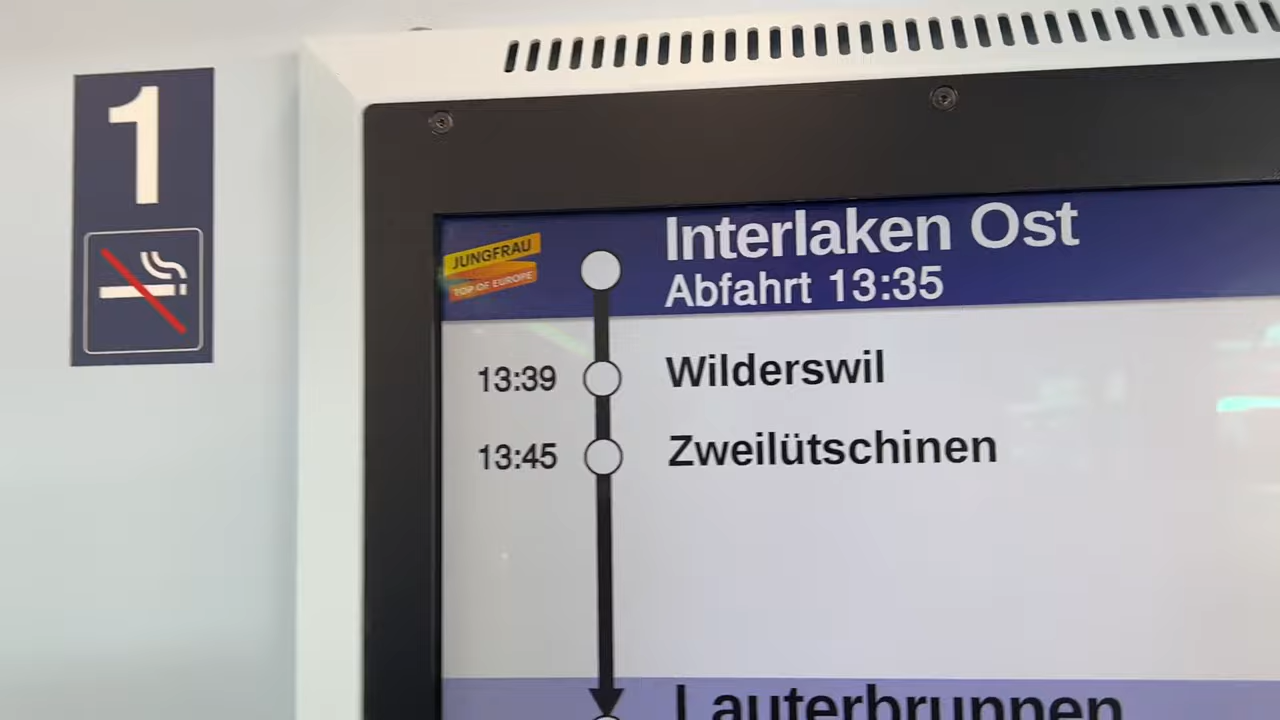 1
JUNGFRAU
TOP OF EUROPE
Interlaken Ost
Abfahrt 13:35
13:39 Wilderswil
13:45 Zweilütschinen
Lauterbrunnen